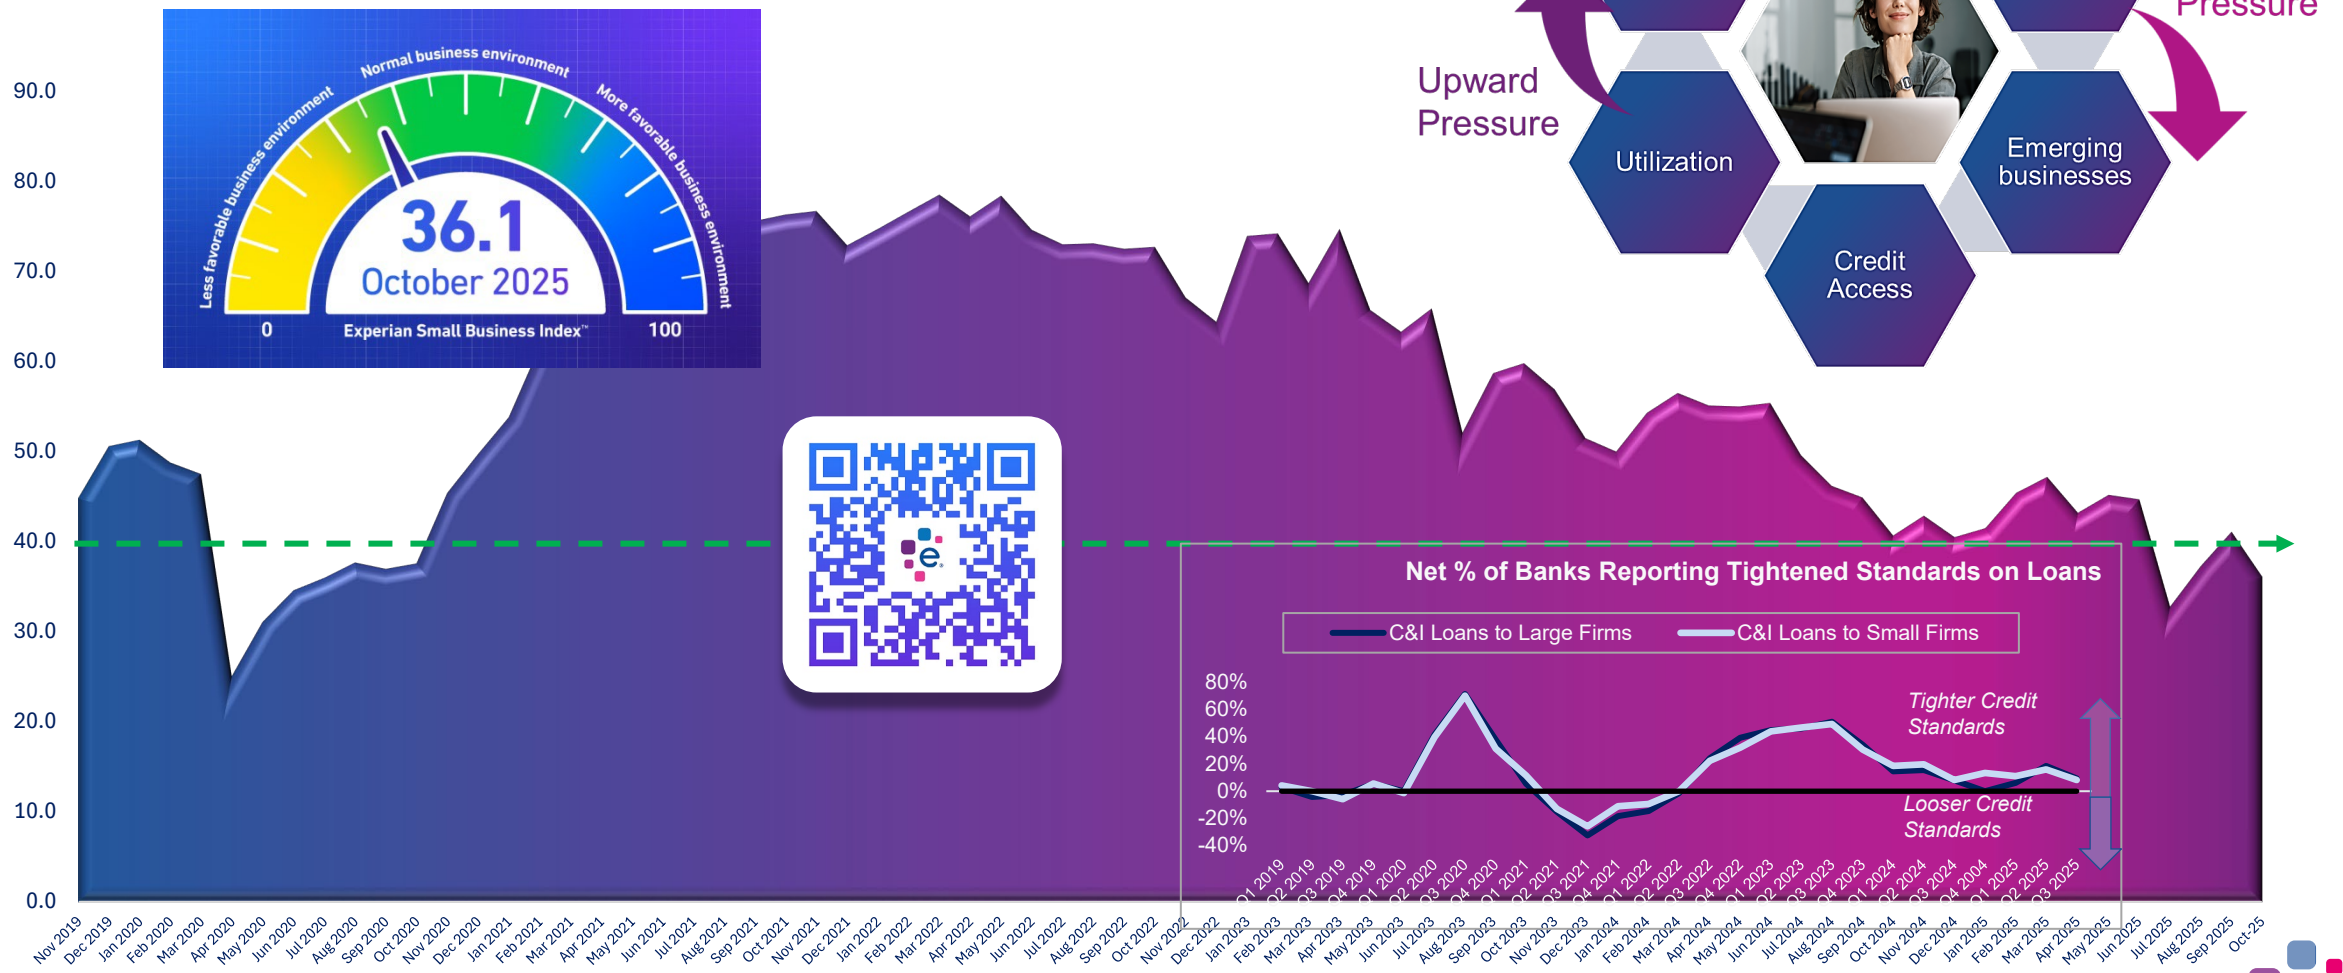 Pressure
Upward
Pressure
Utilization
Emerging
businesses
Credit
Access
Less favorable business environment
Normal business environment
More favorable business environment
36.1
October 2025
0
Experian Small Business Index™
100
90.0
80.0
70.0
60.0
50.0
40.0
30.0
20.0
10.0
0.0
e
Net % of Banks Reporting Tightened Standards on Loans
C&I Loans to Large Firms
C&I Loans to Small Firms
80%
60%
40%
20%
0%
-20%
-40%
Tighter Credit
Standards
Looser Credit
Standards
Q1 2019
Q2 2019
Q3 2019
Q4 2019
Q1 2020
Q2 2020
Q3 2020
Q4 2020
Q1 2021
Q2 2021
Q3 2021
Q4 2021
Q1 2022
Q2 2022
Q3 2022
Q4 2022
Q1 2023
Q2 2023
Q3 2023
Q4 2023
Q1 2024
Q2 2024
Q3 2024
Q4 2004
Q1 2025
Q2 2025
Q3 2025
Nov 2019
Dec 2019
Jan 2020
Feb 2020
Mar 2020
Apr 2020
May 2020
Jun 2020
Jul 2020
Aug 2020
Sep 2020
Oct 2020
Nov 2020
Dec 2020
Jan 2021
Feb 2021
Mar 2021
Apr 2021
May 2021
Jun 2021
Jul 2021
Aug 2021
Sep 2021
Oct 2021
Nov 2021
Dec 2021
Jan 2022
Feb 2022
Mar 2022
Apr 2022
May 2022
Jun 2022
Jul 2022
Aug 2022
Sep 2022
Oct 2022
Nov 2022
Dec 2022
Jan 2023
Feb 2023
Mar 2023
Apr 2023
May 2023
Jun 2023
Jul 2023
Aug 2023
Sep 2023
Oct 2023
Nov 2023
Dec 2023
Jan 2024
Feb 2024
Mar 2024
Apr 2024
May 2024
Jun 2024
Jul 2024
Aug 2024
Sep 2024
Oct 2024
Nov 2024
Dec 2024
Jan 2025
Feb 2025
Mar 2025
Apr 2025
May 2025
Jun 2025
Jul 2025
Aug 2025
Sep 2025
Oct-25